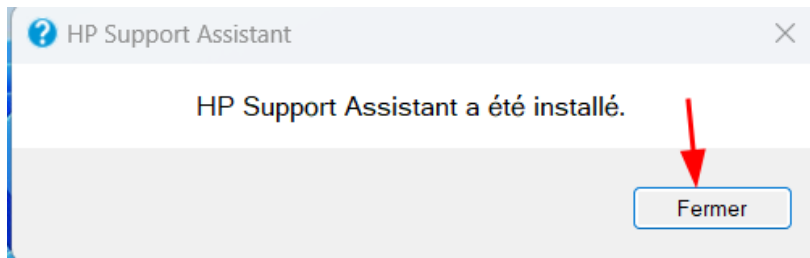 HP Support Assistant
HP Support Assistant a été installé.
Fermer